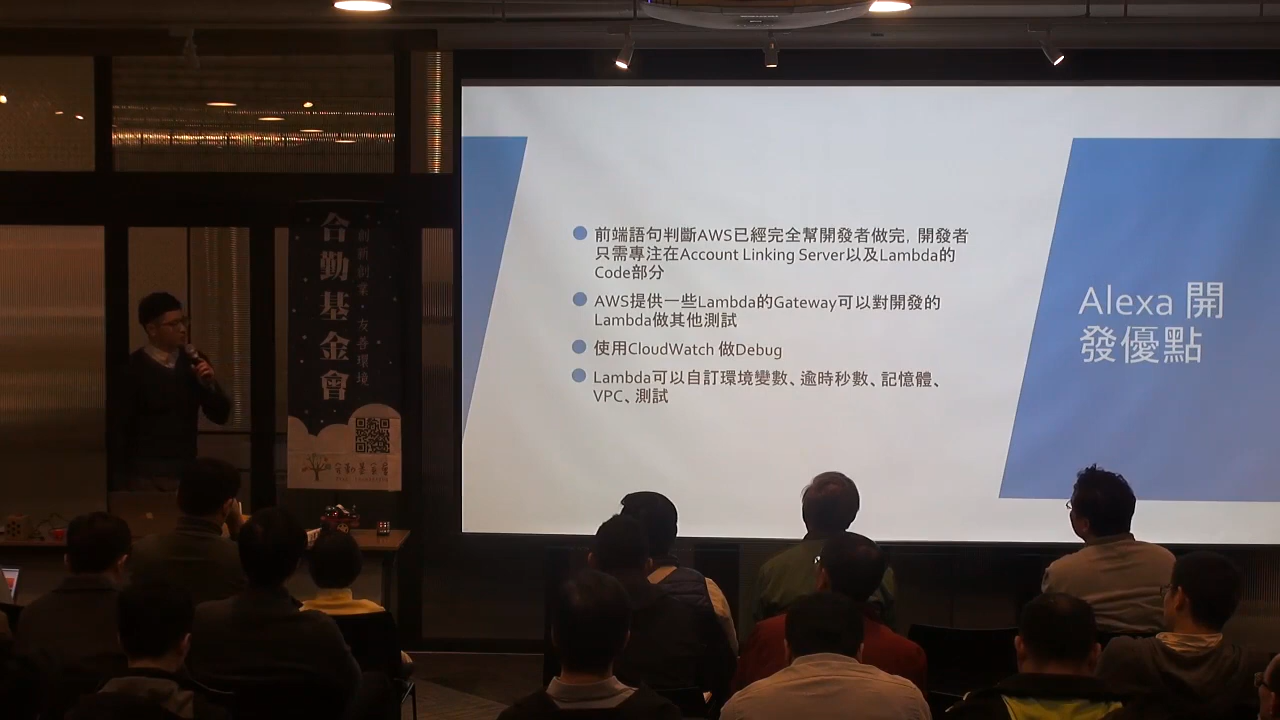 合勤基金會
創新創業·友善環境
合勤基金會
前端語句判斷AWS已經完全幫開發者做完，開發者
只需專注在Account Linking Server以及Lambda的
Code部分
AWS提供一些Lambda的Gateway可以對開發的
Lambda做其他測試
使用CloudWatch 做Debug
Lambda可以自訂環境變數、逾時秒數、記憶體、
VPC、測試
Alexa 開
發優點